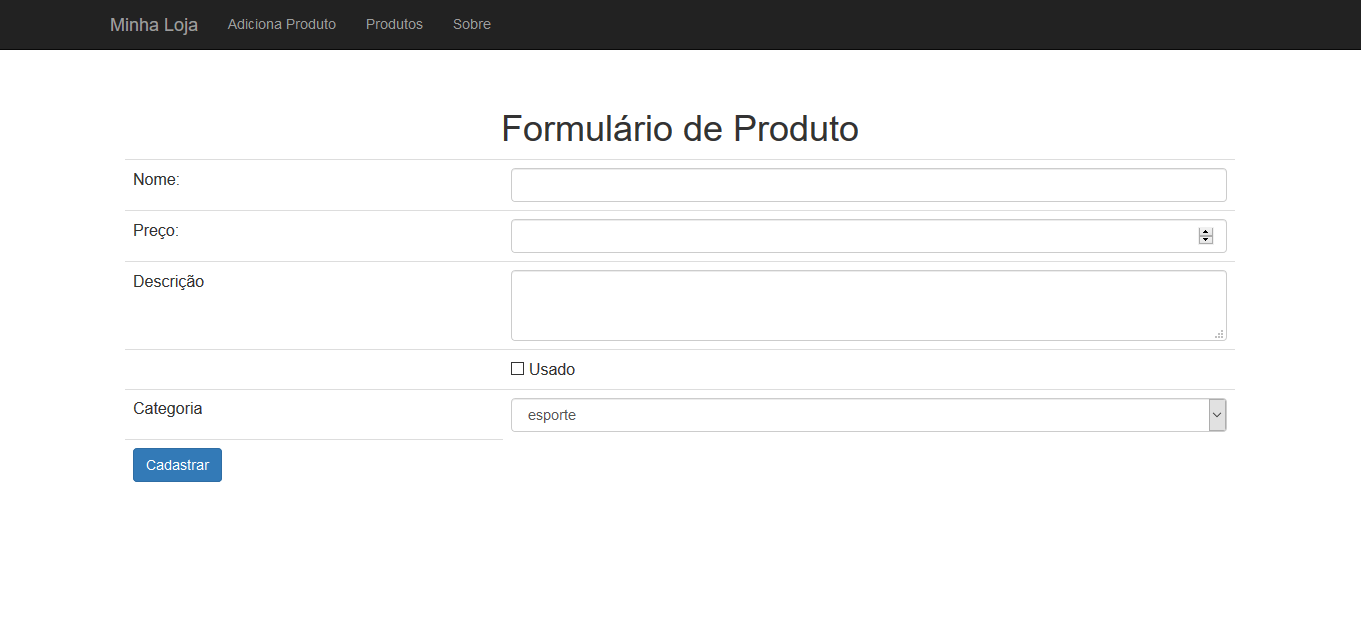 Minha Loja Adiciona Produto Produtos Sobre
Formulário de Produto
Nome:
Preço:
Descrição
Usado
Categoria esporte
Cadastrar